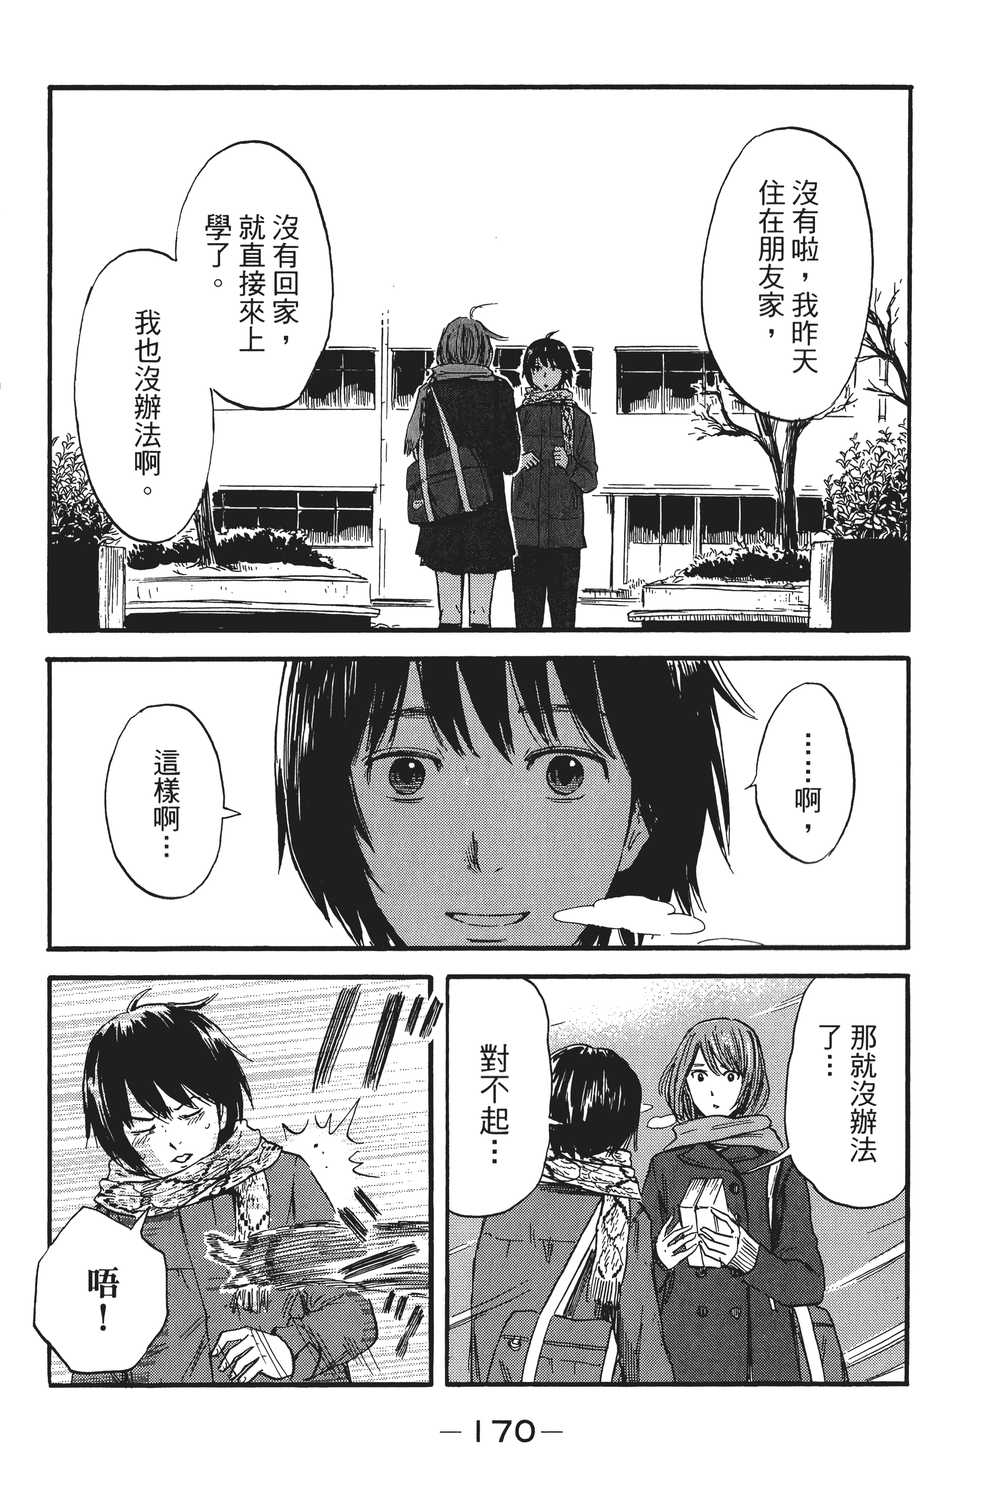 沒有啦，我昨天
住在朋友家，
沒有回家，
就直接來上
學了。
我也沒辦法啊。
……啊，
這樣啊…
那就沒辦法
了…
對不起…
唔！
—170—